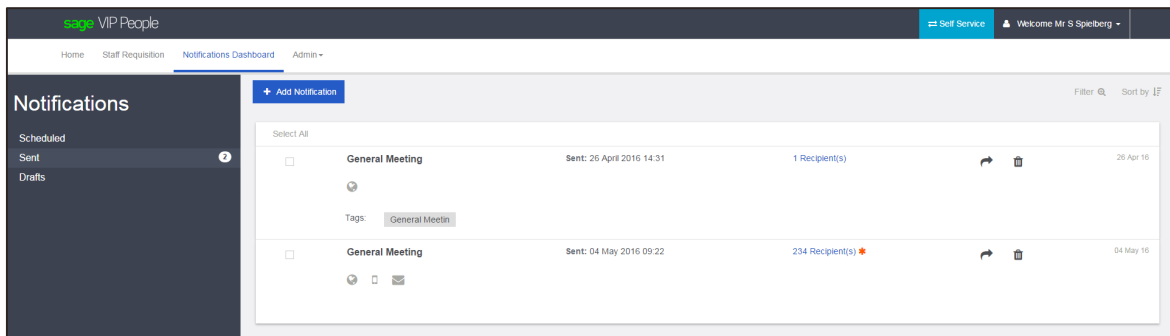 sage VIP People
Self Service
Welcome Mr S Spielberg
Home Staff Requisition Notifications Dashboard Admin
Notifications
Scheduled
Sent 2
Drafts
+ Add Notification
Filter Sort by
Select All
General Meeting Sent: 26 April 2016 14:31 1 Recipient(s) 26 Apr 16
Tags: General Meetin
General Meeting Sent: 04 May 2016 09:22 234 Recipient(s) * 04 May 16